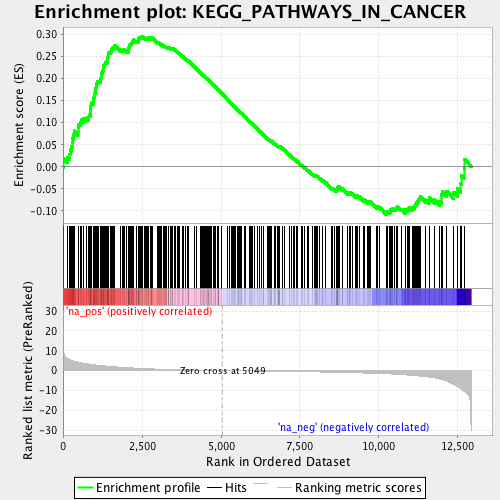 Enrichment plot: KEGG_PATHWAYS_IN_CANCER
Enrichment score (ES)
0.30
0.25
0.20
0.15
0.10
0.05
0.00
-0.05
-0.10
'na_pos' (positively correlated)
Ranked list metric (PreRanked)
30
20
10
0
-10
-20
-30
Zero cross at 5049
'na_neg' (negatively correlated)
0
2,500
5,000
7,500
10,000
12,500
Rank in Ordered Dataset
Enrichment profile
Hits
Ranking metric scores